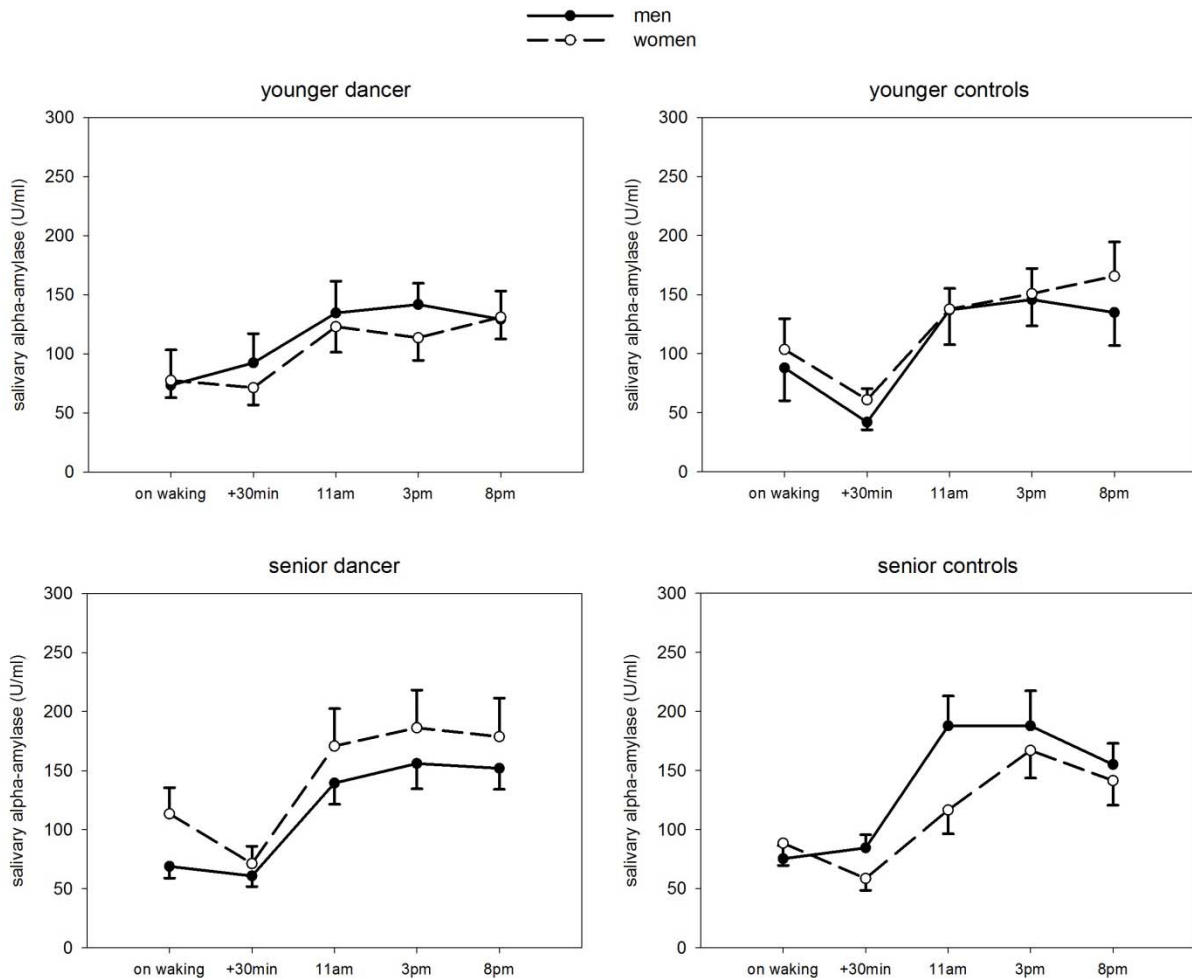 men
women
younger dancer
300
250
200
150
100
50
0
salivary alpha-amylase (U/ml)
on waking +30min 11am 3pm 8pm
younger controls
300
250
200
150
100
50
0
salivary alpha-amylase (U/ml)
on waking +30min 11am 3pm 8pm
senior dancer
300
250
200
150
100
50
0
salivary alpha-amylase (U/ml)
on waking +30min 11am 3pm 8pm
senior controls
300
250
200
150
100
50
0
salivary alpha-amylase (U/ml)
on waking +30min 11am 3pm 8pm